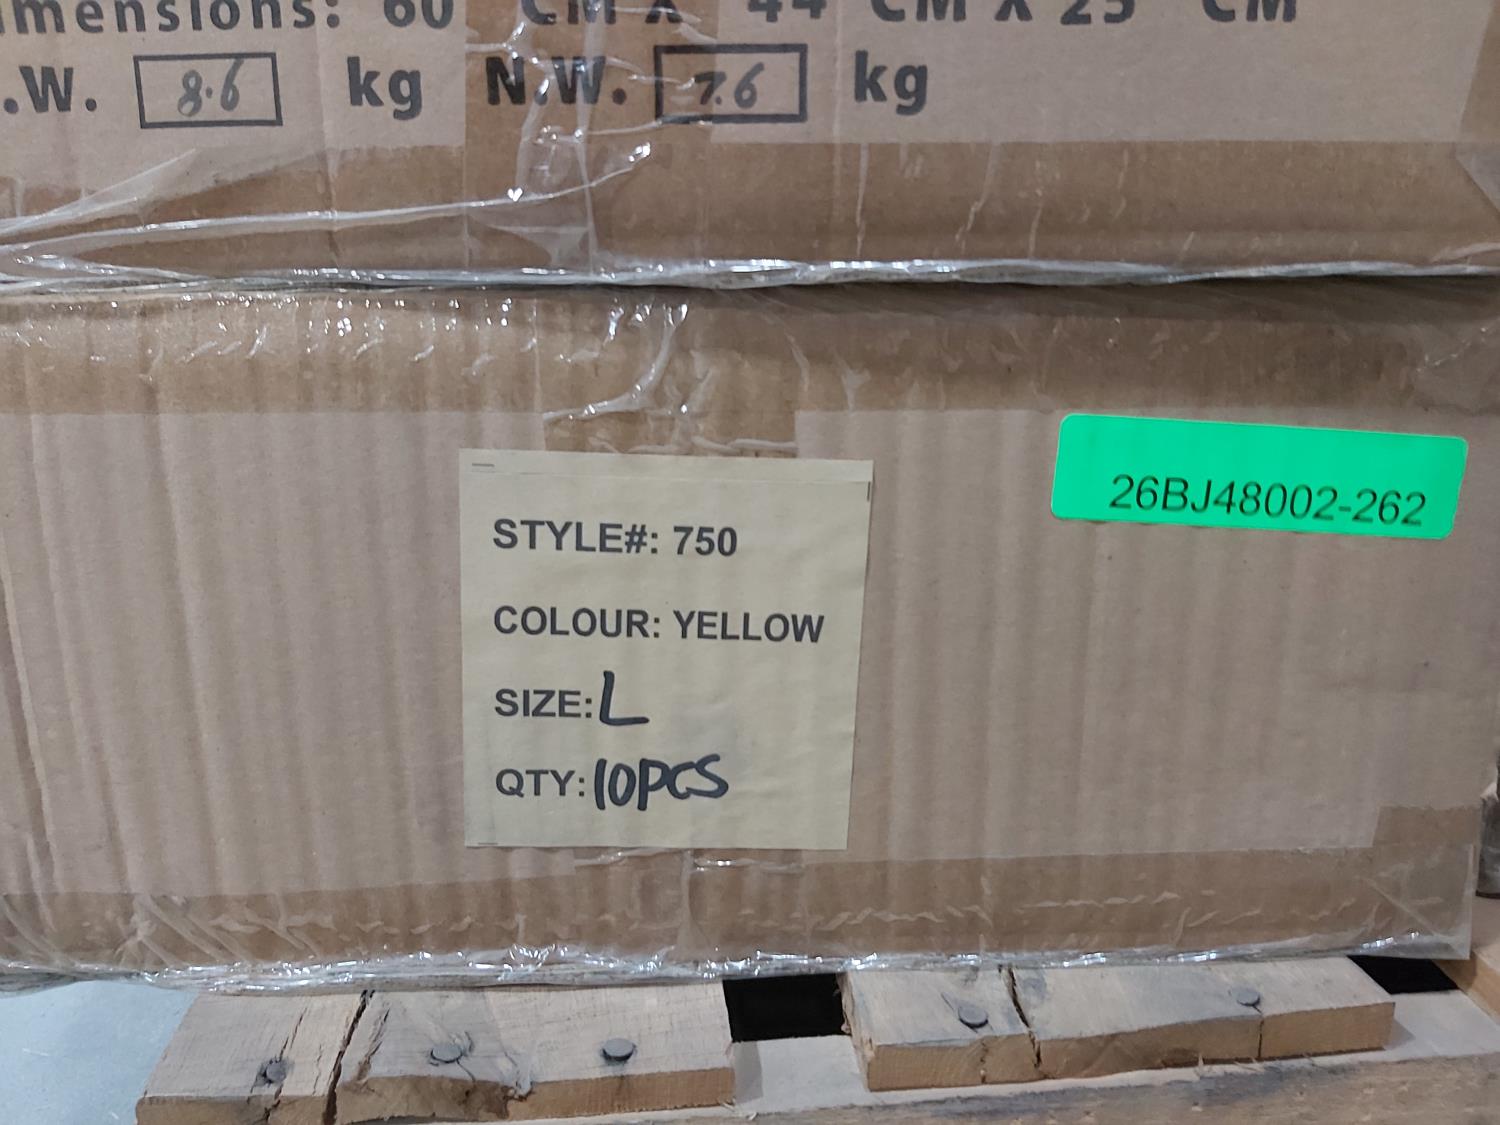 mensions: 60 CM X 44 CM X 25 CM
.W. 8.6 kg N.W. 7.6 kg
26BJ48002-262
STYLE#: 750
COLOUR: YELLOW
SIZE: L
QTY: 10PCS